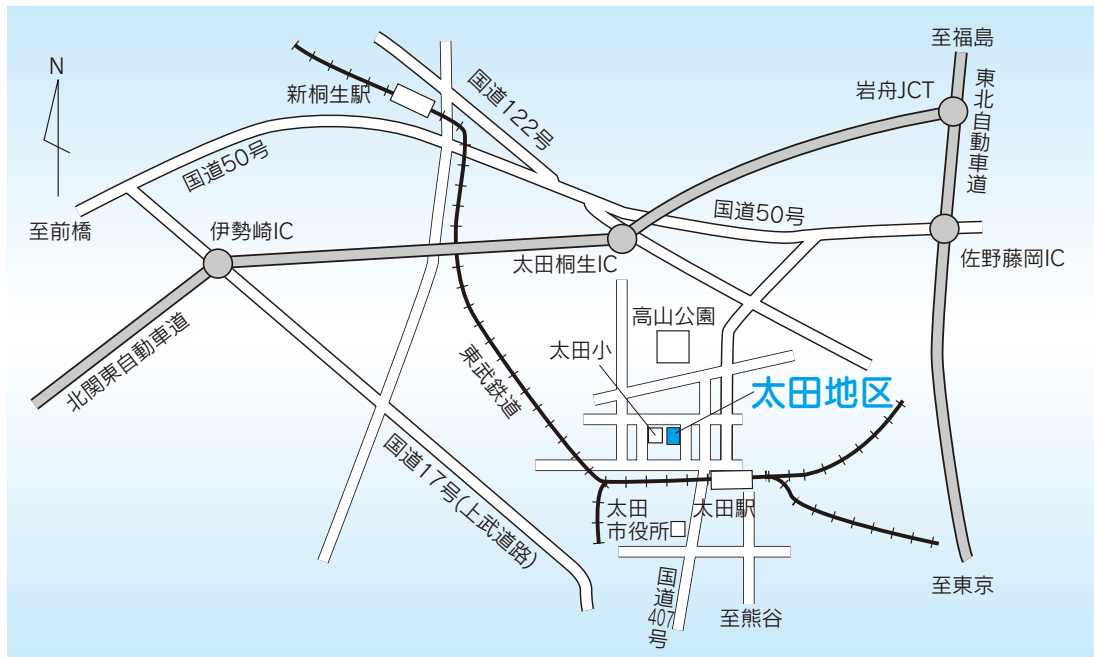 至福島
N
岩舟JCT
東北自動車道
新桐生駅
国道122号
国道50号
国道50号
至前橋
伊勢崎IC
太田桐生IC
佐野藤岡IC
高山公園
太田小
北関東自動車道
東武鉄道
太田地区
国道17号(上武道路)
太田
市役所
太田駅
国道407号
至熊谷
至東京